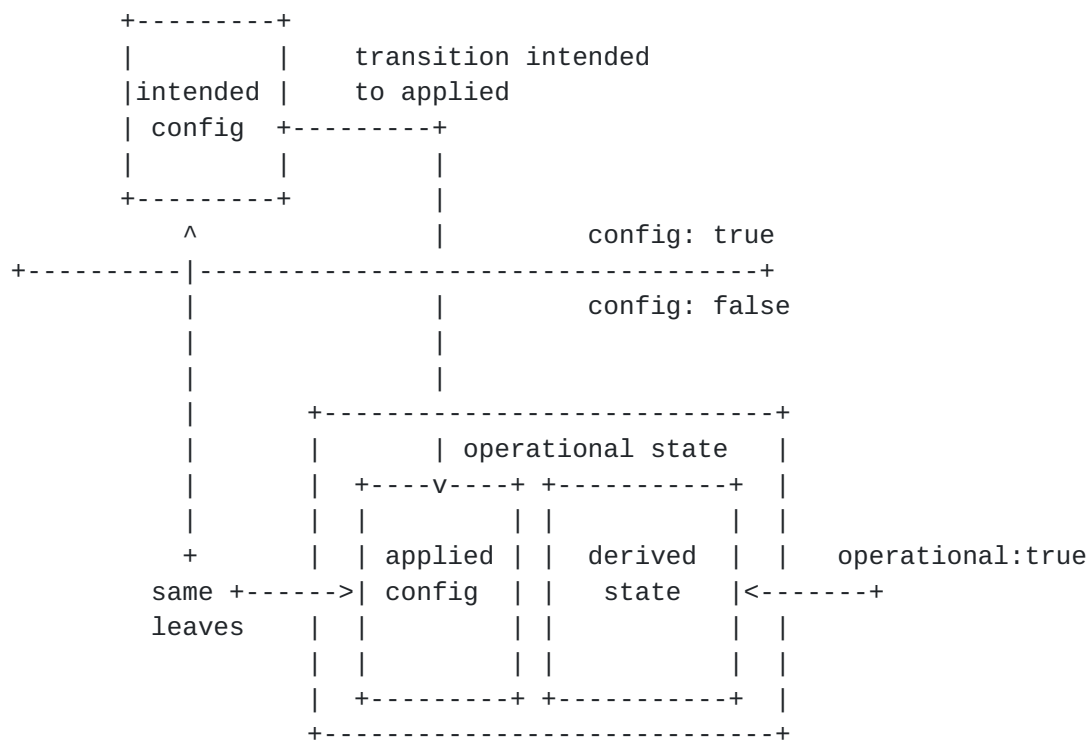 transition intended
intended to applied
config
config: true
config: false
operational state
applied derived operational:true
same config state
leaves